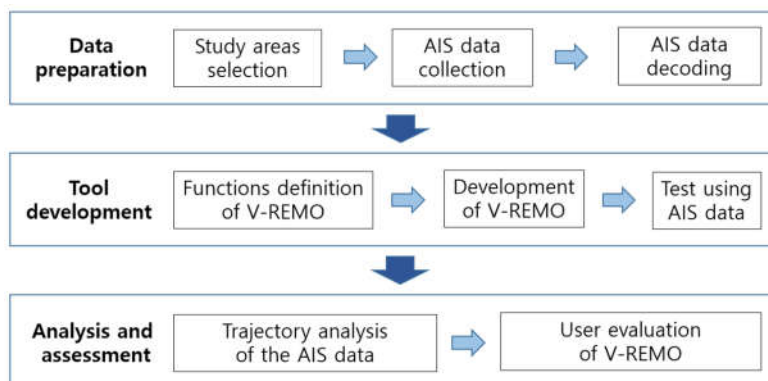 Data
preparation
Study areas
selection
AIS data
collection
AIS data
decoding
Tool
development
Functions definition
of V-REMO
Development
of V-REMO
Test using
AIS data
Analysis and
assessment
Trajectory analysis
of the AIS data
User evaluation
of V-REMO